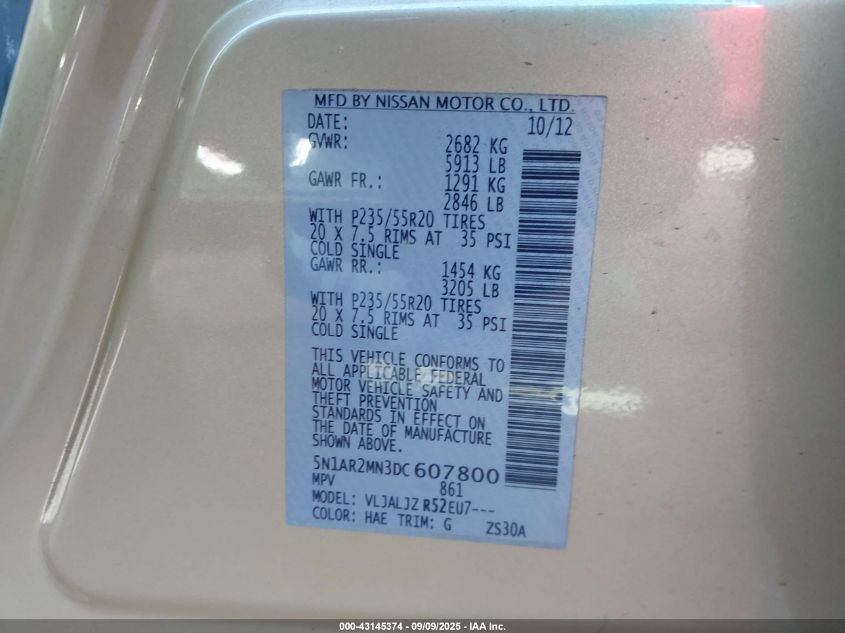 MFD BY NISSAN MOTOR CO., LTD.
DATE: 10/12
GVWR: 2682 KG
5913 LB
GAWR FR.: 1291 KG
2846 LB
WITH P235/55R20 TIRES
20 X 7.5 RIMS AT 35 PSI
COLD SINGLE
GAWR RR.: 1454 KG
3205 LB
WITH P235/55R20 TIRES
20 X 7.5 RIMS AT 35 PSI
COLD SINGLE
THIS VEHICLE CONFORMS TO
ALL APPLICABLE FEDERAL
MOTOR VEHICLE SAFETY AND
THEFT PREVENTION
STANDARDS IN EFFECT ON
THE DATE OF MANUFACTURE
SHOWN ABOVE.
5N1AR2MN3DC 607800
MPV 861
MODEL: VLJALJZ R52EU7---
COLOR: HAE TRIM: G ZS30A
000-43145374 - 09/09/2025 - IAA Inc.